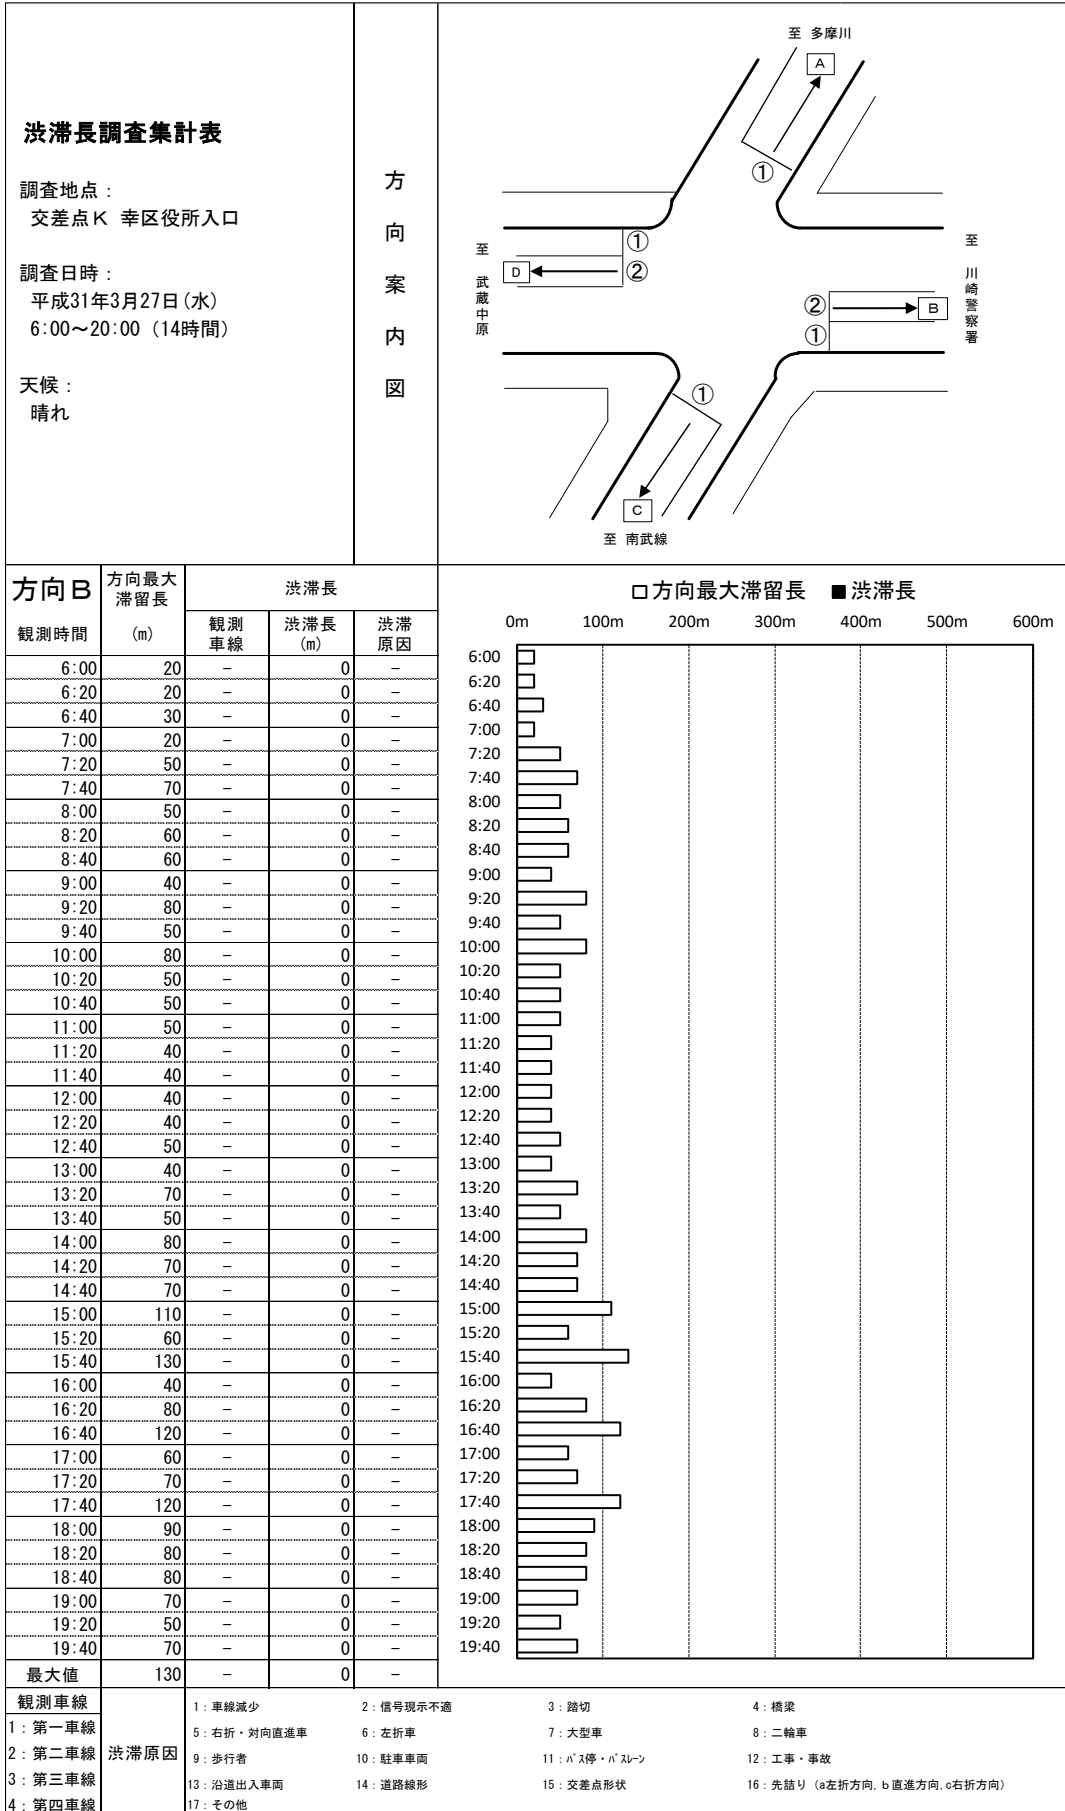 渋滞長調査集計表
調査地点：
交差点K 幸区役所入口
調査日時：
平成31年3月27日(水)
6:00～20:00 (14時間)
天候：
晴れ
方向案内図
至 多摩川
A
①
至 武蔵中原
①
D ②
至 川崎警察署
② B
①
①
C
至 南武線
方向B 方向最大滞留長 渋滞長
観測時間 (m) 観測車線 渋滞長(m) 渋滞原因
6:00 20 － 0 －
6:20 20 － 0 －
6:40 30 － 0 －
7:00 20 － 0 －
7:20 50 － 0 －
7:40 70 － 0 －
8:00 50 － 0 －
8:20 60 － 0 －
8:40 60 － 0 －
9:00 40 － 0 －
9:20 80 － 0 －
9:40 50 － 0 －
10:00 80 － 0 －
10:20 50 － 0 －
10:40 50 － 0 －
11:00 50 － 0 －
11:20 40 － 0 －
11:40 40 － 0 －
12:00 40 － 0 －
12:20 40 － 0 －
12:40 50 － 0 －
13:00 40 － 0 －
13:20 70 － 0 －
13:40 50 － 0 －
14:00 80 － 0 －
14:20 70 － 0 －
14:40 70 － 0 －
15:00 110 － 0 －
15:20 60 － 0 －
15:40 130 － 0 －
16:00 40 － 0 －
16:20 80 － 0 －
16:40 120 － 0 －
17:00 60 － 0 －
17:20 70 － 0 －
17:40 120 － 0 －
18:00 90 － 0 －
18:20 80 － 0 －
18:40 80 － 0 －
19:00 70 － 0 －
19:20 50 － 0 －
19:40 70 － 0 －
最大値 130 － 0 －
□方向最大滞留長 ■渋滞長
0m 100m 200m 300m 400m 500m 600m
6:00
6:20
6:40
7:00
7:20
7:40
8:00
8:20
8:40
9:00
9:20
9:40
10:00
10:20
10:40
11:00
11:20
11:40
12:00
12:20
12:40
13:00
13:20
13:40
14:00
14:20
14:40
15:00
15:20
15:40
16:00
16:20
16:40
17:00
17:20
17:40
18:00
18:20
18:40
19:00
19:20
19:40
観測車線
1：第一車線
2：第二車線
3：第三車線
4：第四車線
渋滞原因
1：車線減少 2：信号現示不適 3：踏切 4：橋梁
5：右折・対向直進車 6：左折車 7：大型車 8：二輪車
9：歩行者 10：駐車車両 11：ﾊﾞｽ停・ﾊﾞｽﾚｰﾝ 12：工事・事故
13：沿道出入車両 14：道路線形 15：交差点形状 16：先詰り (a左折方向, b直進方向, c右折方向)
17：その他